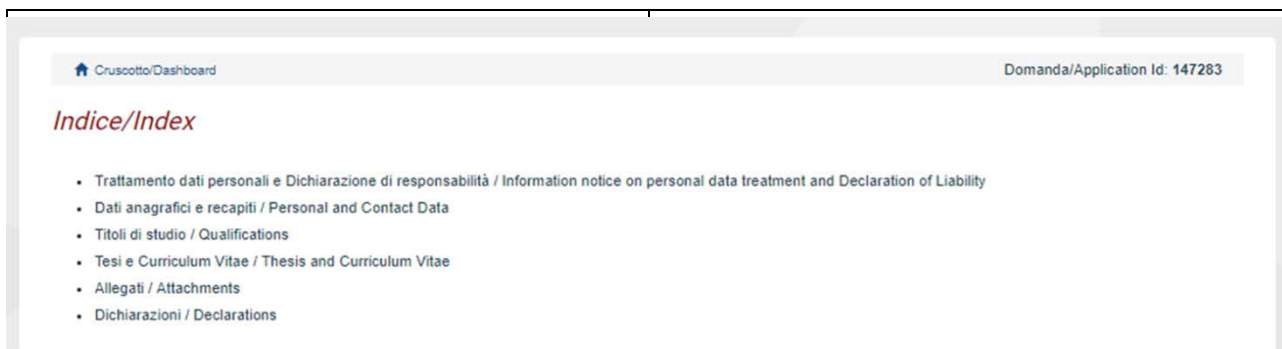 Cruscotto/Dashboard
Domanda/Application Id: 147283
Indice/Index
Trattamento dati personali e Dichiarazione di responsabilità / Information notice on personal data treatment and Declaration of Liability
Dati anagrafici e recapiti / Personal and Contact Data
Titoli di studio / Qualifications
Tesi e Curriculum Vitae / Thesis and Curriculum Vitae
Allegati / Attachments
Dichiarazioni / Declarations